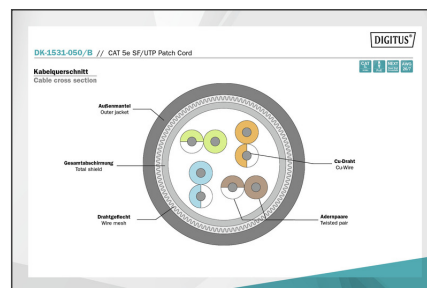 DIGITUS®
DK-1531-050/B // CAT 5e SF/UTP Patch Cord
Kabelquerschnitt
Cable cross section
Außenmantel
Outer jacket
Gesamtabschirmung
Total shield
Drahtgeflecht
Wire mesh
Cu-Draht
Cu-Wire
Aderspaare
Twisted pair